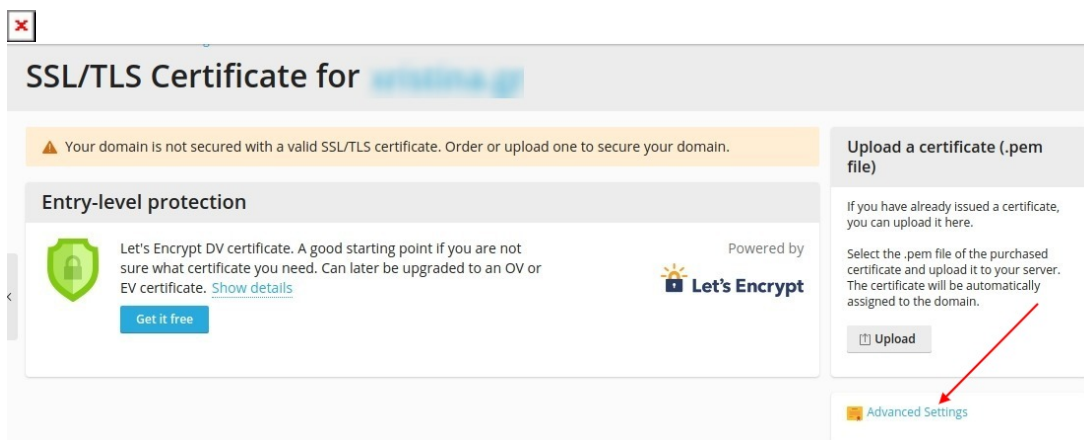 SSL/TLS Certificate for
Your domain is not secured with a valid SSL/TLS certificate. Order or upload one to secure your domain.
Entry-level protection
Let's Encrypt DV certificate. A good starting point if you are not
sure what certificate you need. Can later be upgraded to an OV or
EV certificate. Show details
Get it free
Powered by
Let's Encrypt
Upload a certificate (.pem
file)
If you have already issued a certificate,
you can upload it here.
Select the .pem file of the purchased
certificate and upload it to your server.
The certificate will be automatically
assigned to the domain.
Upload
Advanced Settings